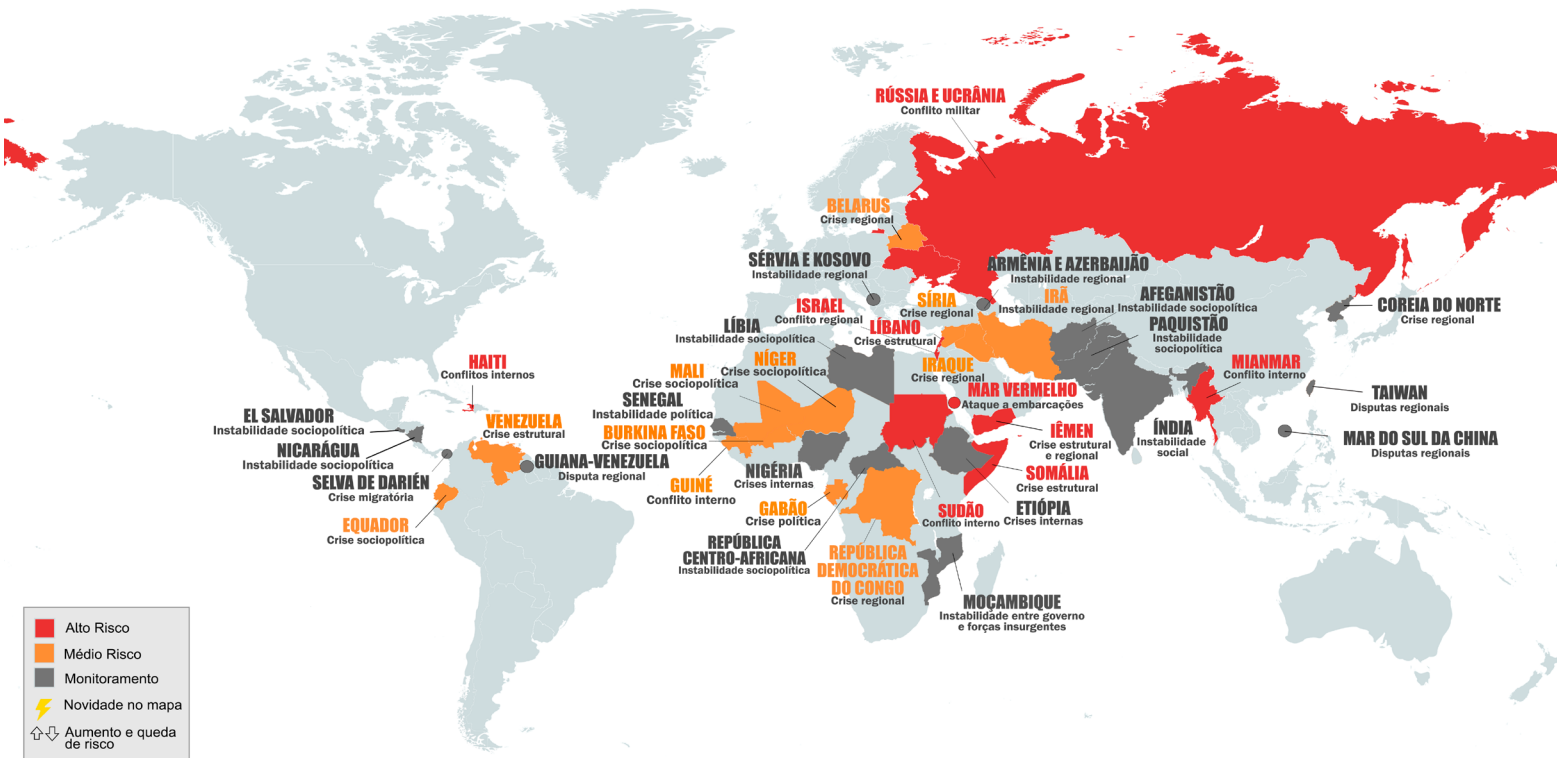 RÚSSIA E UCRÂNIA
Conflito militar
BELARUS
Crise regional
SÉRVIA E KOSOVO
Instabilidade regional
ARMÊNIA E AZERBAIJÃO
Instabilidade regional
ISRAEL
Conflito regional
SÍRIA
Crise regional
IRÃ
Instabilidade regional
AFEGANISTÃO
Instabilidade sociopolítica
COREIA DO NORTE
Crise regional
LÍBIA
Instabilidade sociopolítica
LÍBANO
Crise estrutural
PAQUISTÃO
Instabilidade
sociopolítica
HAITI
Conflitos internos
MALI
Crise sociopolítica
NÍGER
Crise sociopolítica
IRAQUE
Crise regional
MIANMAR
Conflito interno
SENEGAL
Instabilidade política
MAR VERMELHO
Ataque a embarcações
TAIWAN
Disputas regionais
EL SALVADOR
Instabilidade sociopolítica
VENEZUELA
Crise estrutural
BURKINA FASO
Crise sociopolítica
IÊMEN
Crise estrutural
e regional
ÍNDIA
Instabilidade
social
MAR DO SUL DA CHINA
Disputas regionais
NICARÁGUA
Instabilidade sociopolítica
GUIANA-VENEZUELA
Disputa regional
NIGÉRIA
Crises internas
SOMÁLIA
Crise estrutural
SELVA DE DARIÉN
Crise migratória
GUINÉ
Conflito interno
GABÃO
Crise política
SUDÃO
Conflito interno
ETIÓPIA
Crises internas
EQUADOR
Crise sociopolítica
REPÚBLICA
CENTRO-AFRICANA
Instabilidade sociopolítica
REPÚBLICA
DEMOCRÁTICA
DO CONGO
Crise regional
MOÇAMBIQUE
Instabilidade entre governo
e forças insurgentes
Alto Risco
Médio Risco
Monitoramento
Novidade no mapa
Aumento e queda
de risco